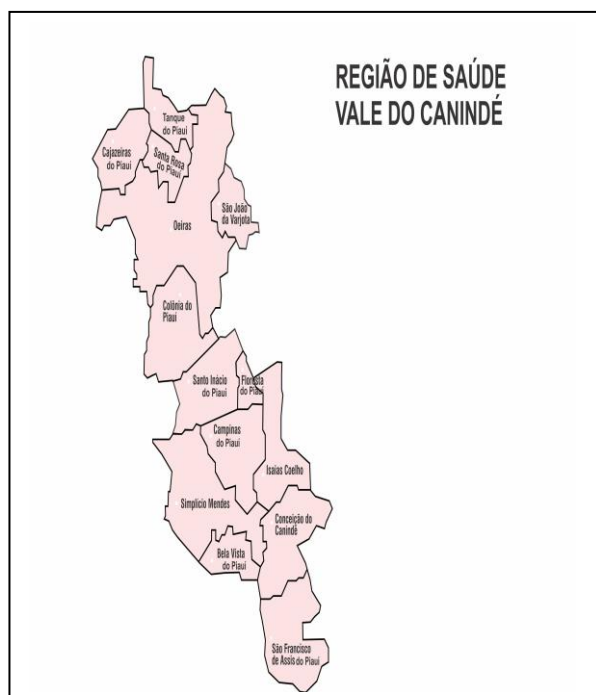 REGIÃO DE SAÚDE
VALE DO CANINDÉ
Tanque
do Piauí
Cajazeiras
do Piauí
Santa Rosa
do Piauí
São João
da Varjota
Oeiras
Colônia do
Piauí
Santo Inácio
do Piauí
Floresta
do Piauí
Campinas
do Piauí
Isaías Coelho
Simplício Mendes
Conceição do
Canindé
Bela Vista
do Piauí
São Francisco
de Assis do Piauí